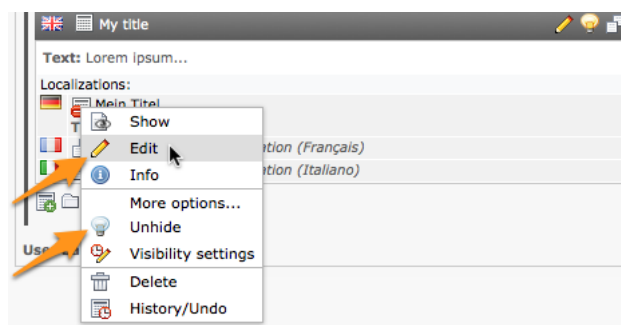 My title
Text: Lorem ipsum...
Localizations:
Mein Titel
T
Show
Edit
ation (Français)
Info
ation (Italiano)
More options...
Unhide
Visibility settings
Delete
History/Undo